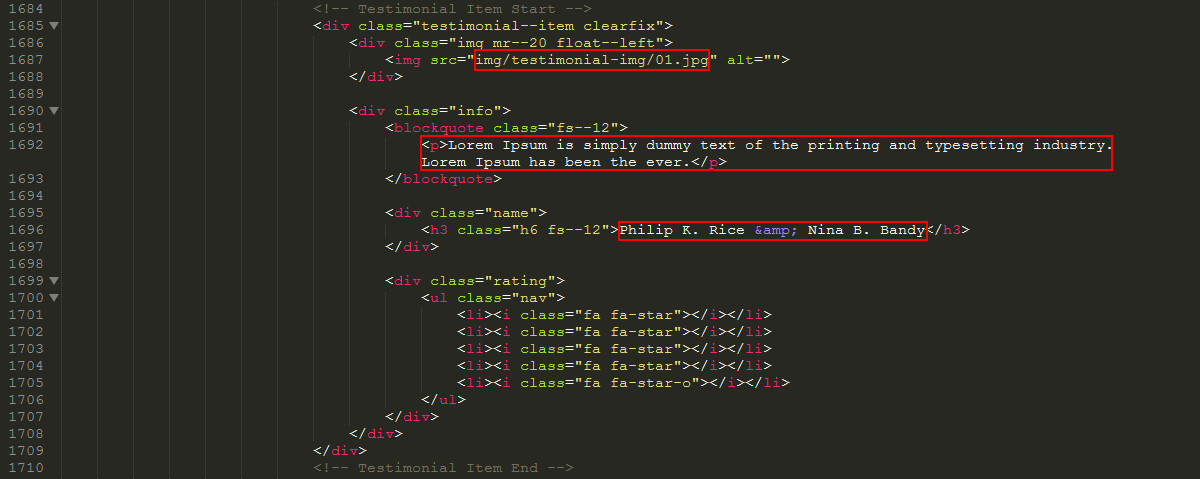 1684 <!-- Testimonial Item Start -->
1685 <div class="testimonial--item clearfix">
1686 <div class="img mr--20 float--left">
1687 <img src="img/testimonial-img/01.jpg" alt="">
1688 </div>
1689
1690 <div class="info">
1691 <blockquote class="fs--12">
1692 <p>Lorem Ipsum is simply dummy text of the printing and typesetting industry.
Lorem Ipsum has been the ever.</p>
1693 </blockquote>
1694
1695 <div class="name">
1696 <h3 class="h6 fs--12">Philip K. Rice &amp; Nina B. Bandy</h3>
1697 </div>
1698
1699 <div class="rating">
1700 <ul class="nav">
1701 <li><i class="fa fa-star"></i></li>
1702 <li><i class="fa fa-star"></i></li>
1703 <li><i class="fa fa-star"></i></li>
1704 <li><i class="fa fa-star"></i></li>
1705 <li><i class="fa fa-star-o"></i></li>
1706 </ul>
1707 </div>
1708 </div>
1709 </div>
1710 <!-- Testimonial Item End -->